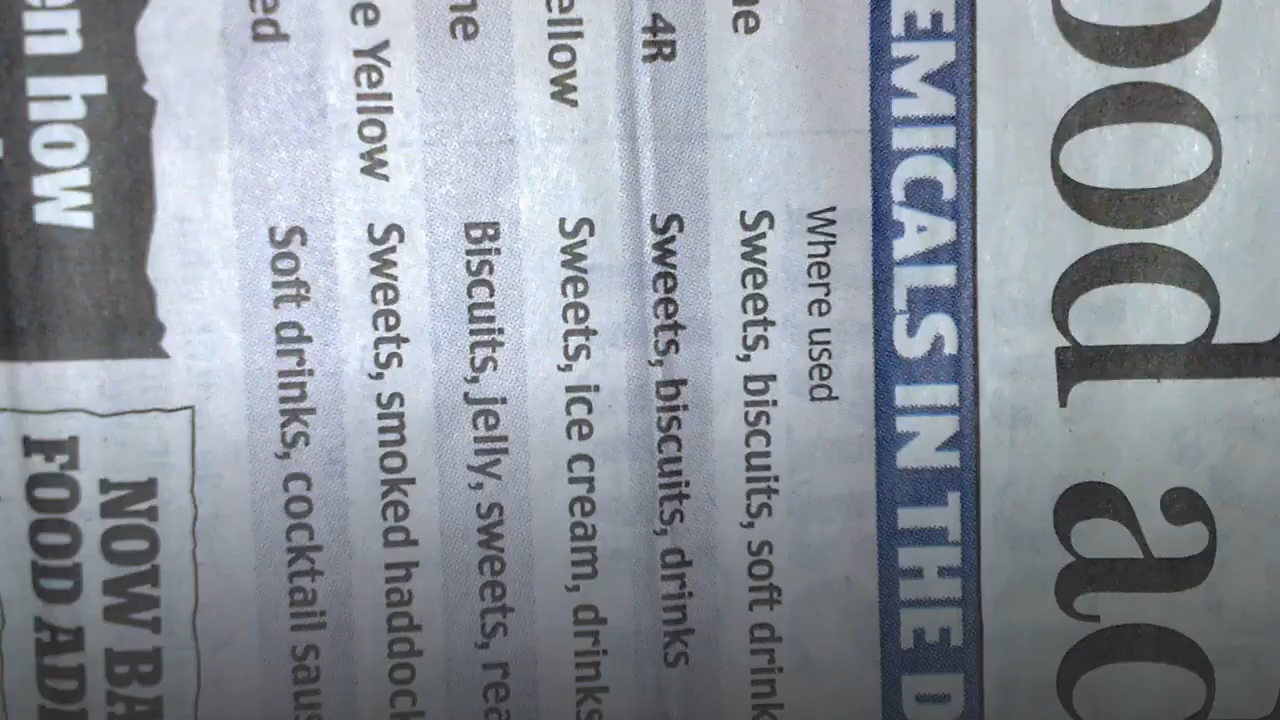 ood ad
EMICALS IN THE D
Where used
ne Sweets, biscuits, soft drink
4R Sweets, biscuits, drinks
ellow Sweets, ice cream, drinks
ne Biscuits, jelly, sweets, rea
e Yellow Sweets, smoked haddock
ed Soft drinks, cocktail saus
en how
NOW BA
FOOD ADD